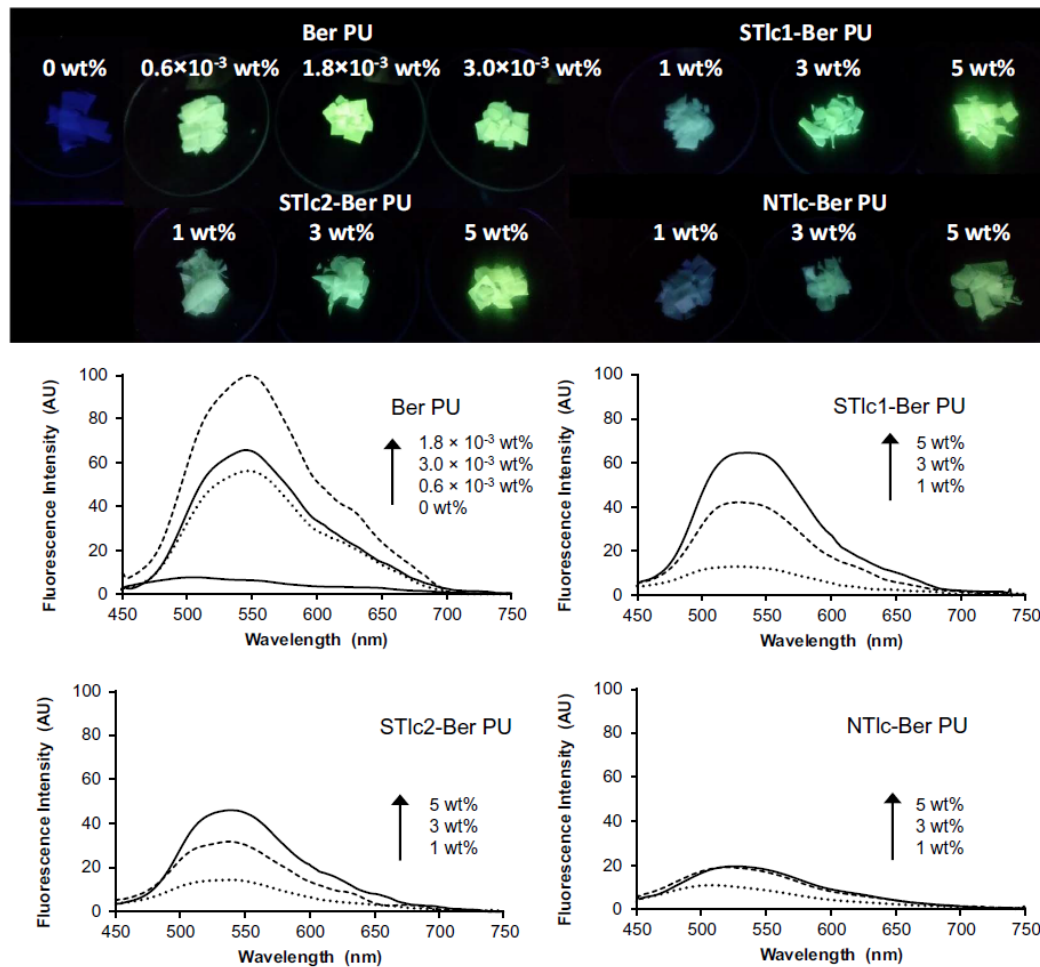 Ber PU
STlc1-Ber PU
0 wt%
0.6×10⁻³ wt%
1.8×10⁻³ wt%
3.0×10⁻³ wt%
1 wt%
3 wt%
5 wt%
STlc2-Ber PU
NTlc-Ber PU
1 wt%
3 wt%
5 wt%
1 wt%
3 wt%
5 wt%
Fluorescence Intensity (AU)
100
80
60
40
20
0
Ber PU
1.8 × 10⁻³ wt%
3.0 × 10⁻³ wt%
0.6 × 10⁻³ wt%
0 wt%
450 500 550 600 650 700 750
Wavelength (nm)
Fluorescence Intensity (AU)
100
80
60
40
20
0
STlc1-Ber PU
5 wt%
3 wt%
1 wt%
450 500 550 600 650 700 750
Wavelength (nm)
Fluorescence Intensity (AU)
100
80
60
40
20
0
STlc2-Ber PU
5 wt%
3 wt%
1 wt%
450 500 550 600 650 700 750
Wavelength (nm)
Fluorescence Intensity (AU)
100
80
60
40
20
0
NTlc-Ber PU
5 wt%
3 wt%
1 wt%
450 500 550 600 650 700 750
Wavelength (nm)